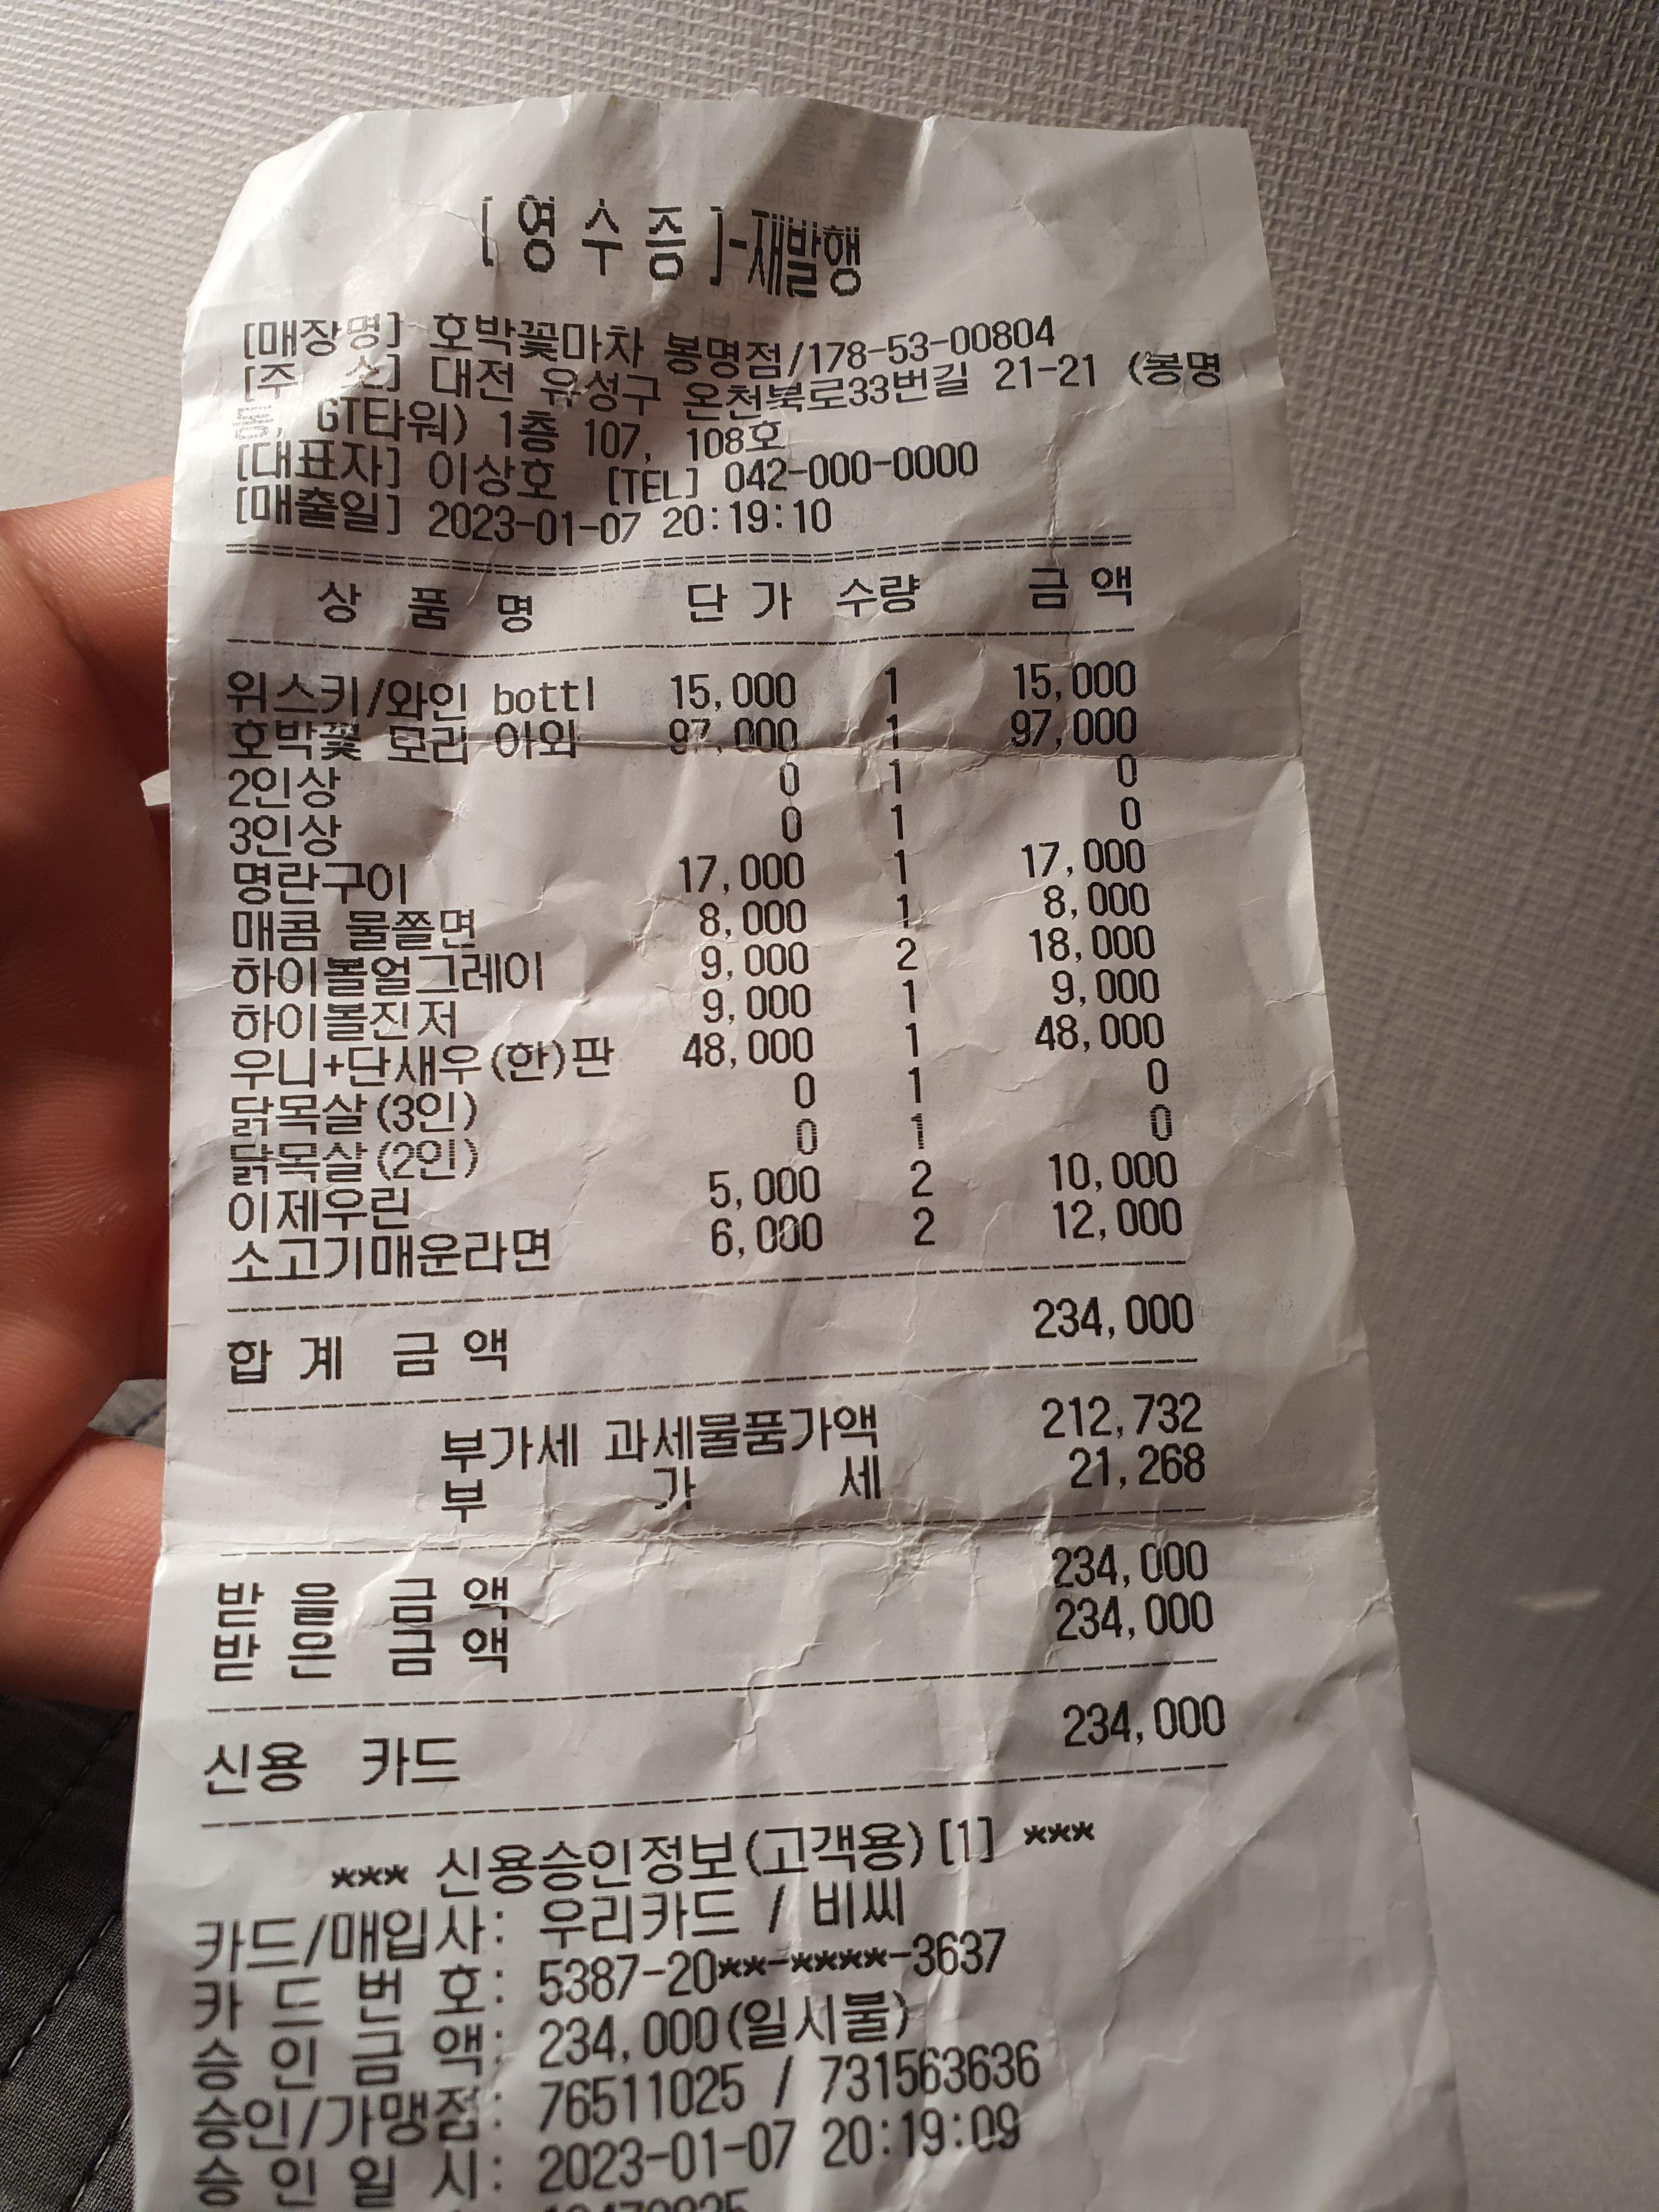 [ 영 수 증 ]-재발행
[매장명] 호박꽃마차 봉명점/178-53-00804
[주 소] 대전 유성구 온천북로33번길 21-21 (봉명
동, GT타워) 1층 107, 108호
[대표자] 이상호 [TEL] 042-000-0000
[매출일] 2023-01-07 20:19:10
상 품 명 단 가 수량 금 액
위스키/와인 bottl 15,000 1 15,000
호박꽃 모리 아와 97,000 1 97,000
2인상 0 1 0
3인상 0 1 0
명란구이 17,000 1 17,000
매콤 물쫄면 8,000 1 8,000
하이볼얼그레이 9,000 2 18,000
하이볼진저 9,000 1 9,000
우니+단새우(한)판 48,000 1 48,000
닭목살(3인) 0 1 0
닭목살(2인) 0 1 0
이제우린 5,000 2 10,000
소고기매운라면 6,000 2 12,000
합 계 금 액 234,000
부가세 과세물품가액 212,732
부 가 세 21,268
받 을 금 액 234,000
받 은 금 액 234,000
신용 카드 234,000
*** 신용승인정보(고객용)[1] ***
카드/매입사: 우리카드 / 비씨
카 드 번 호: 5387-20**-****-3637
승 인 금 액: 234,000(일시불)
승인/가맹점: 76511025 / 731563636
승 인 일 시: 2023-01-07 20:19:09